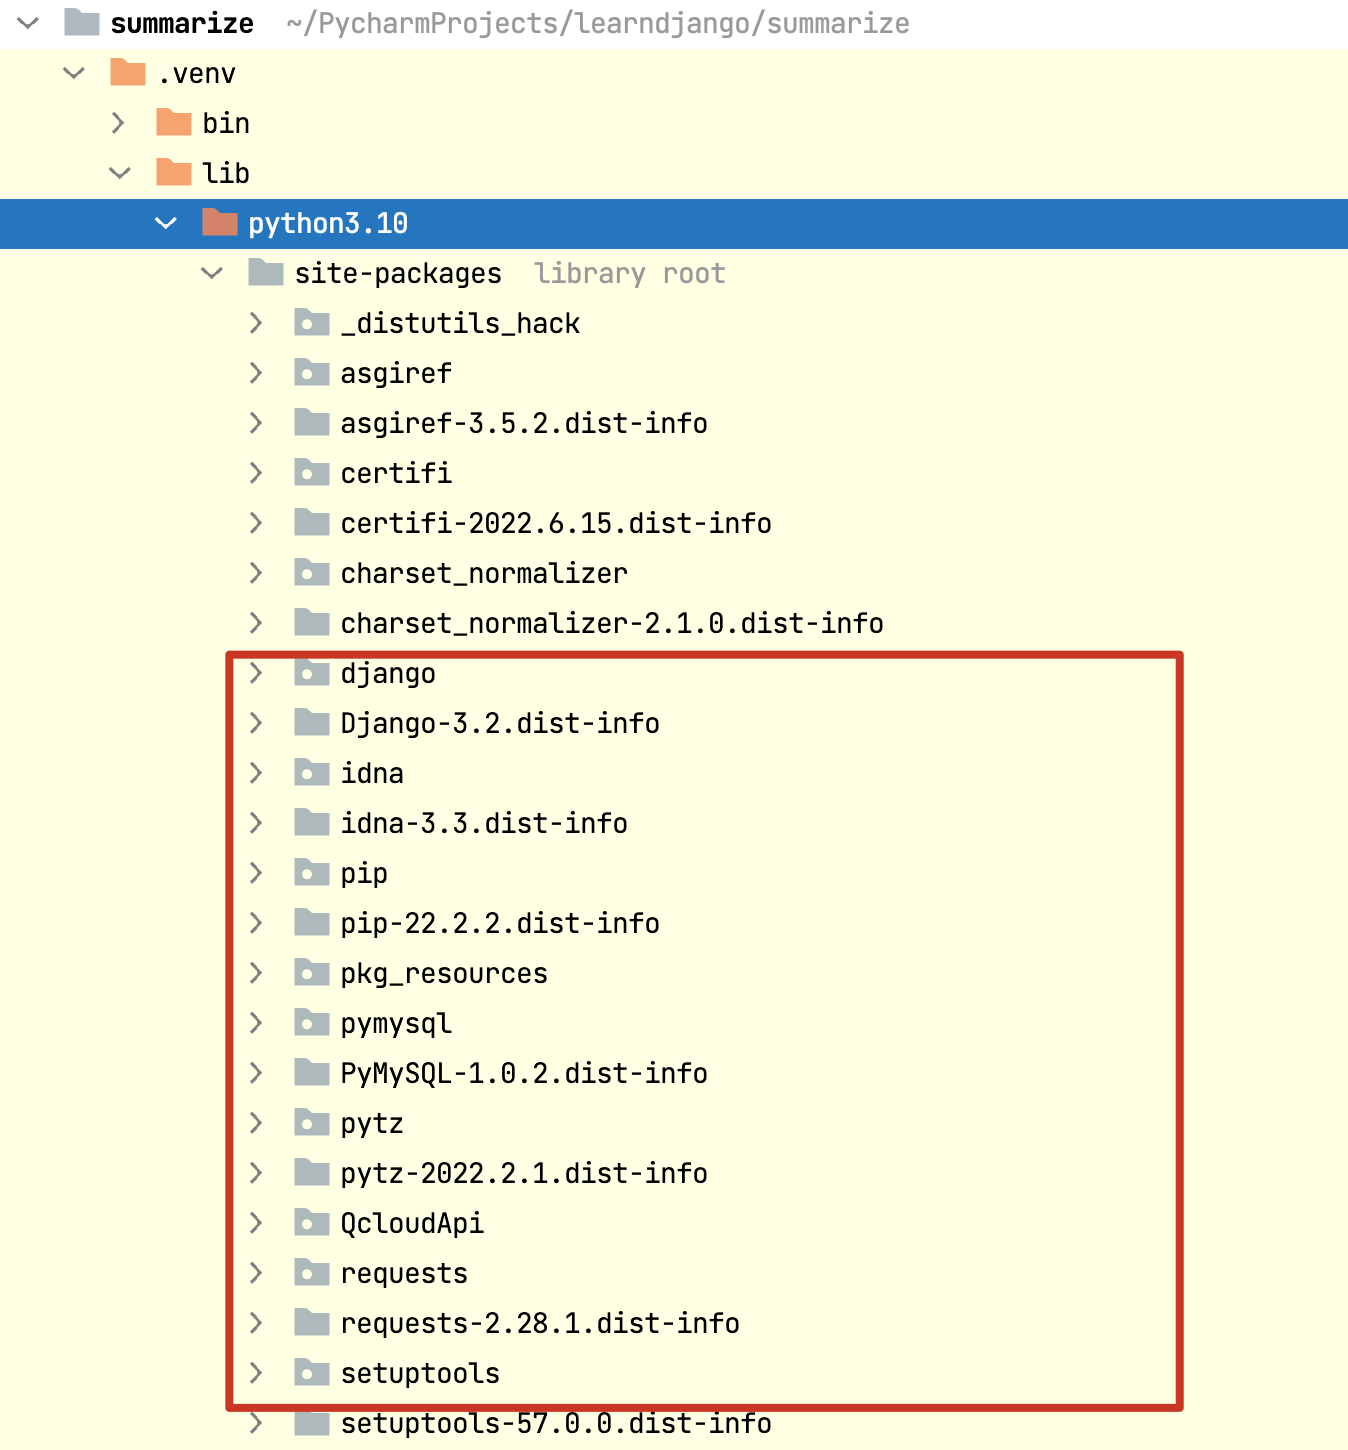 summarize ~/PycharmProjects/learndjango/summarize
.venv
bin
lib
python3.10
site-packages library root
_distutils_hack
asgiref
asgiref-3.5.2.dist-info
certifi
certifi-2022.6.15.dist-info
charset_normalizer
charset_normalizer-2.1.0.dist-info
django
Django-3.2.dist-info
idna
idna-3.3.dist-info
pip
pip-22.2.2.dist-info
pkg_resources
pymysql
PyMySQL-1.0.2.dist-info
pytz
pytz-2022.2.1.dist-info
QcloudApi
requests
requests-2.28.1.dist-info
setuptools
setuptools-57.0.0.dist-info